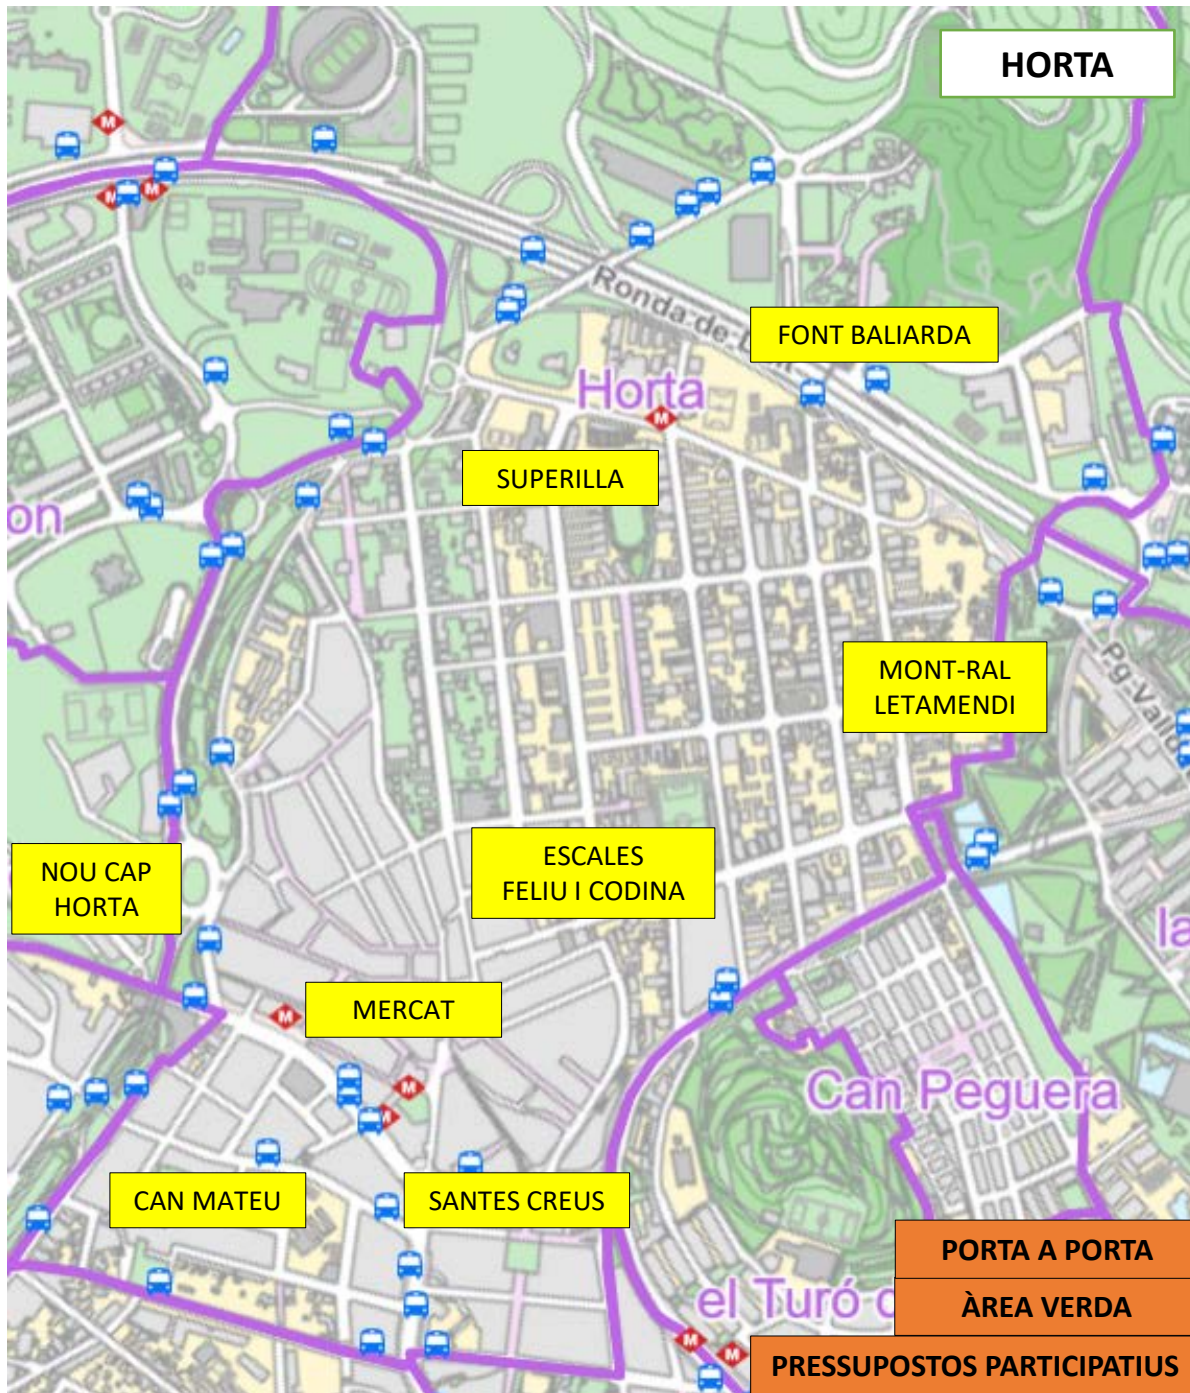 HORTA
Ronda de
FONT BALIARDA
Horta
SUPERILLA
on
MONT-RAL
LETAMENDI
Pg. Vall
ESCALES
FELIU I CODINA
NOU CAP
HORTA
la
MERCAT
Can Peguera
CAN MATEU
SANTES CREUS
PORTA A PORTA
el Turó
ÀREA VERDA
PRESSUPOSTOS PARTICIPATIUS